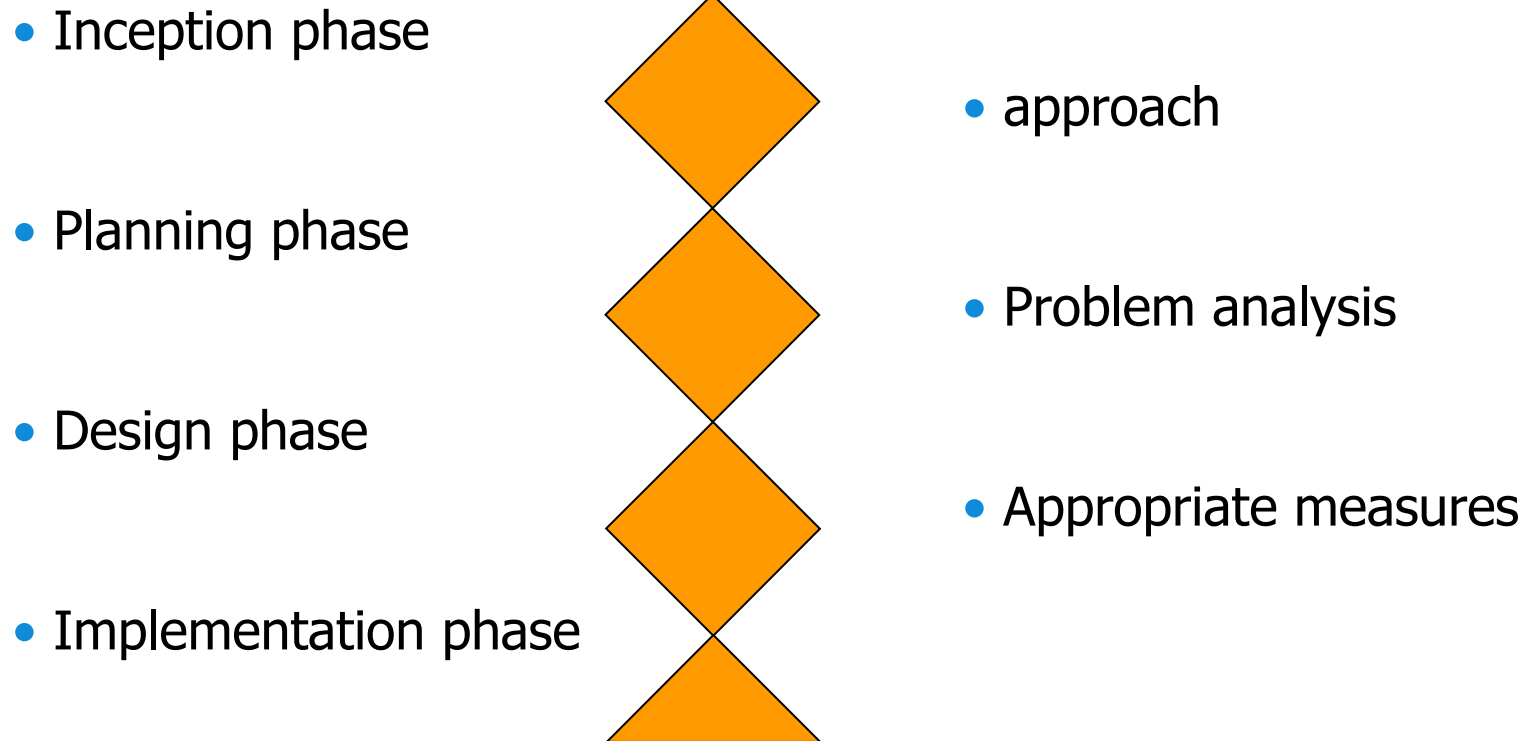 • Inception phase
• approach
• Planning phase
• Problem analysis
• Design phase
• Appropriate measures
• Implementation phase